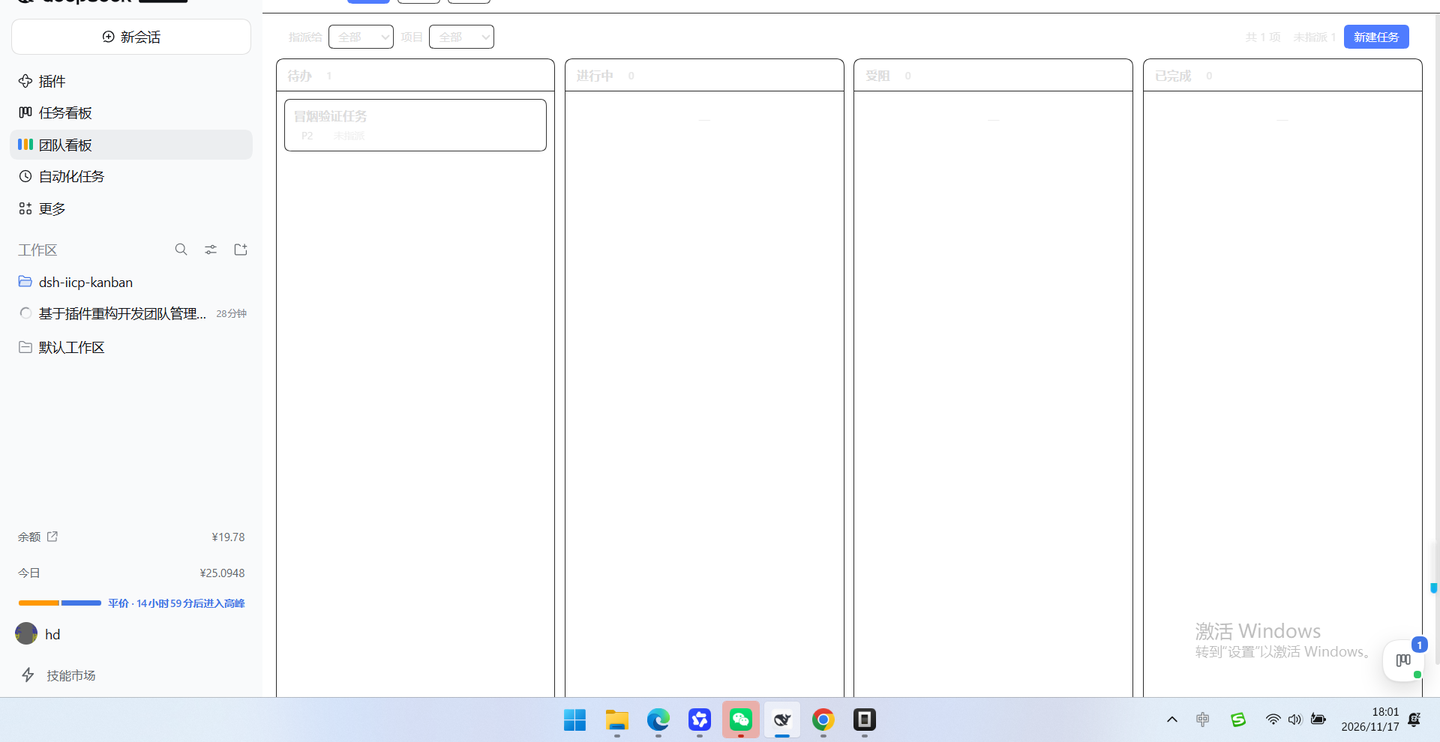 deepseek
新会话
插件
任务看板
团队看板
自动化任务
更多
工作区
dsh-iicp-kanban
基于插件重构开发团队管理... 28分钟
默认工作区
余额 ¥19.78
今日 ¥25.0948
平价 · 14小时59分后进入高峰
hd
技能市场
指派给 全部 项目 全部 共 1 项 未指派 1 新建任务
待办 1
冒烟验证任务
P2 未指派
进行中 0
—
受阻 0
—
已完成 0
—
激活 Windows
转到"设置"以激活 Windows。
1
中
18:01
2026/11/17